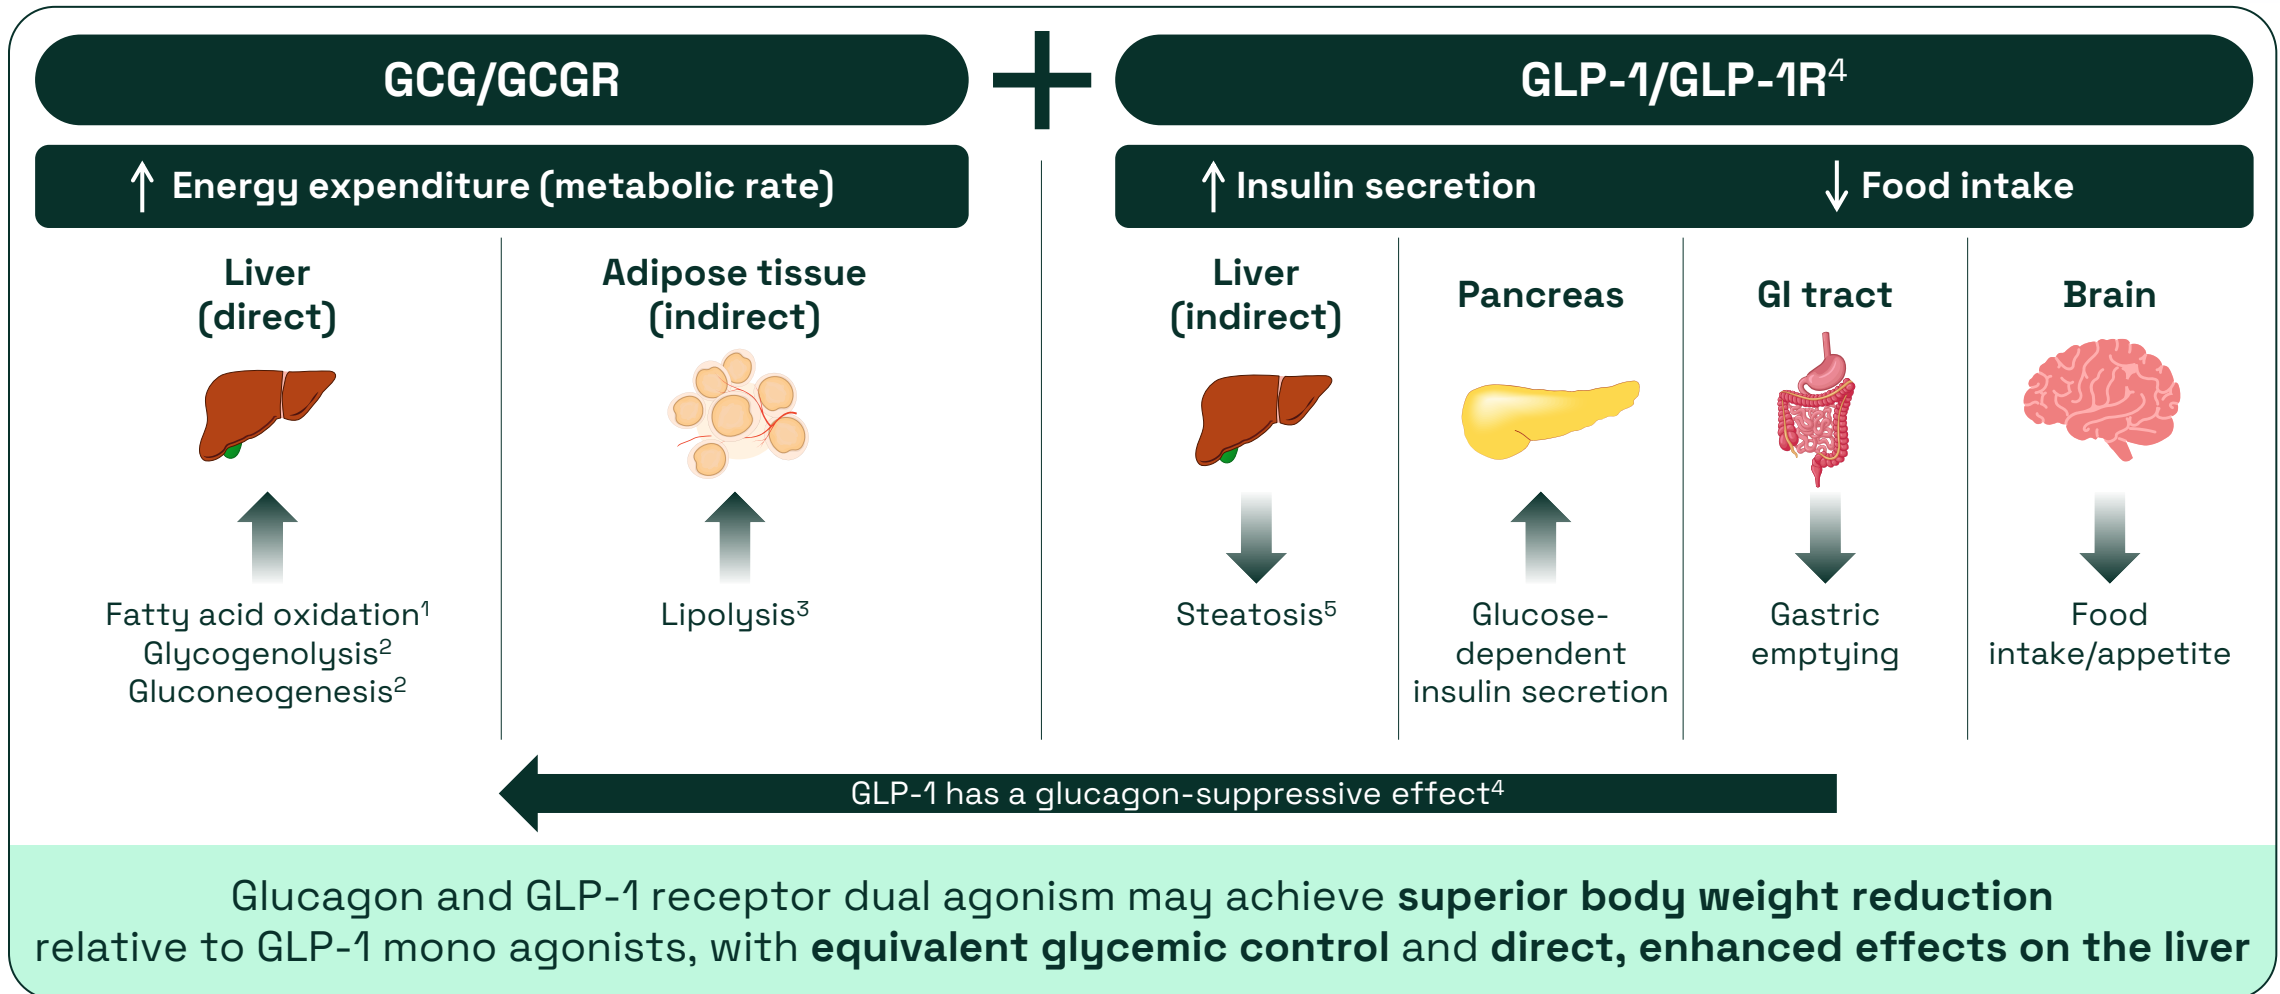 GCG/GCGR
GLP-1/GLP-1R⁴
↑ Energy expenditure (metabolic rate)
↑ Insulin secretion
↓ Food intake
Liver
(direct)
Fatty acid oxidation¹
Glycogenolysis²
Gluconeogenesis²
Adipose tissue
(indirect)
Lipolysis³
Liver
(indirect)
Steatosis⁵
Pancreas
Glucose-
dependent
insulin secretion
GI tract
Gastric
emptying
Brain
Food
intake/appetite
GLP-1 has a glucagon-suppressive effect⁴
Glucagon and GLP-1 receptor dual agonism may achieve superior body weight reduction
relative to GLP-1 mono agonists, with equivalent glycemic control and direct, enhanced effects on the liver